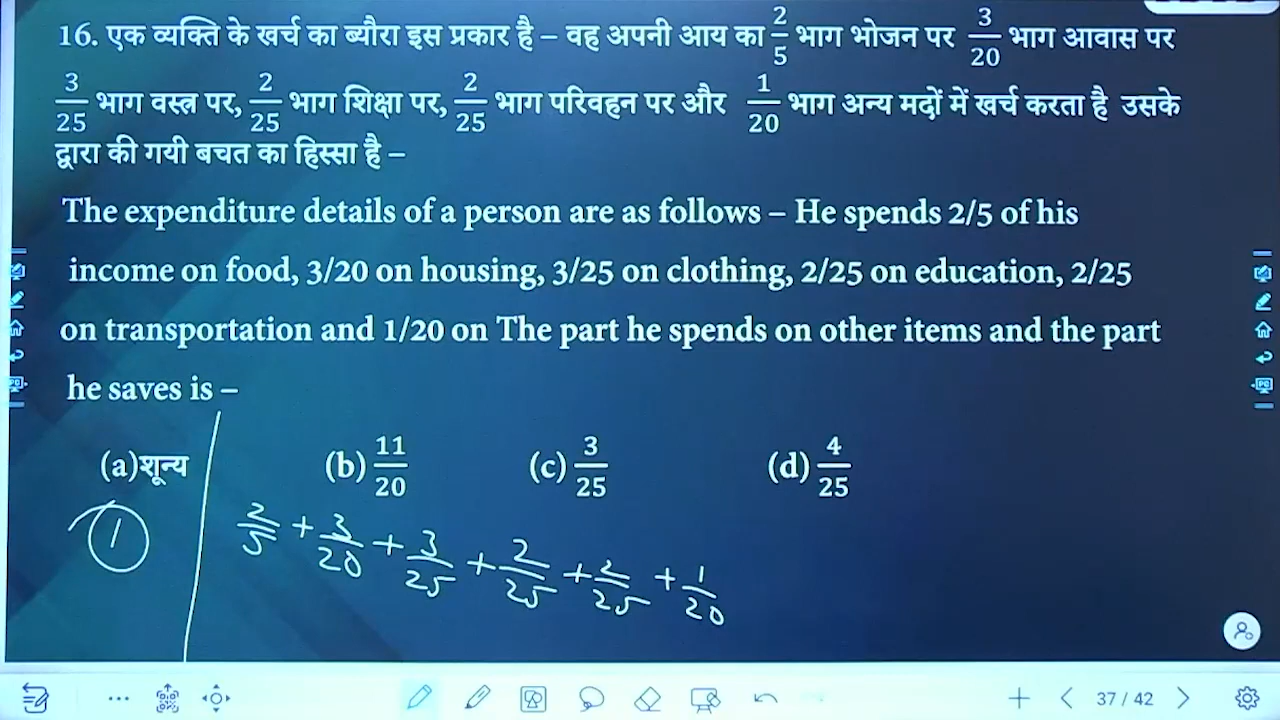 16. एक व्यक्ति के खर्च का ब्यौरा इस प्रकार है – वह अपनी आय का 2/5 भाग भोजन पर 3/20 भाग आवास पर
3/25 भाग वस्त्र पर, 2/25 भाग शिक्षा पर, 2/25 भाग परिवहन पर और 1/20 भाग अन्य मदों में खर्च करता है उसके
द्वारा की गयी बचत का हिस्सा है –
The expenditure details of a person are as follows – He spends 2/5 of his
income on food, 3/20 on housing, 3/25 on clothing, 2/25 on education, 2/25
on transportation and 1/20 on The part he spends on other items and the part
he saves is –
(a)शून्य (b) 11/20 (c) 3/25 (d) 4/25
1
2/5 + 3/20 + 3/25 + 2/25 + 2/25 + 1/20
37 / 42